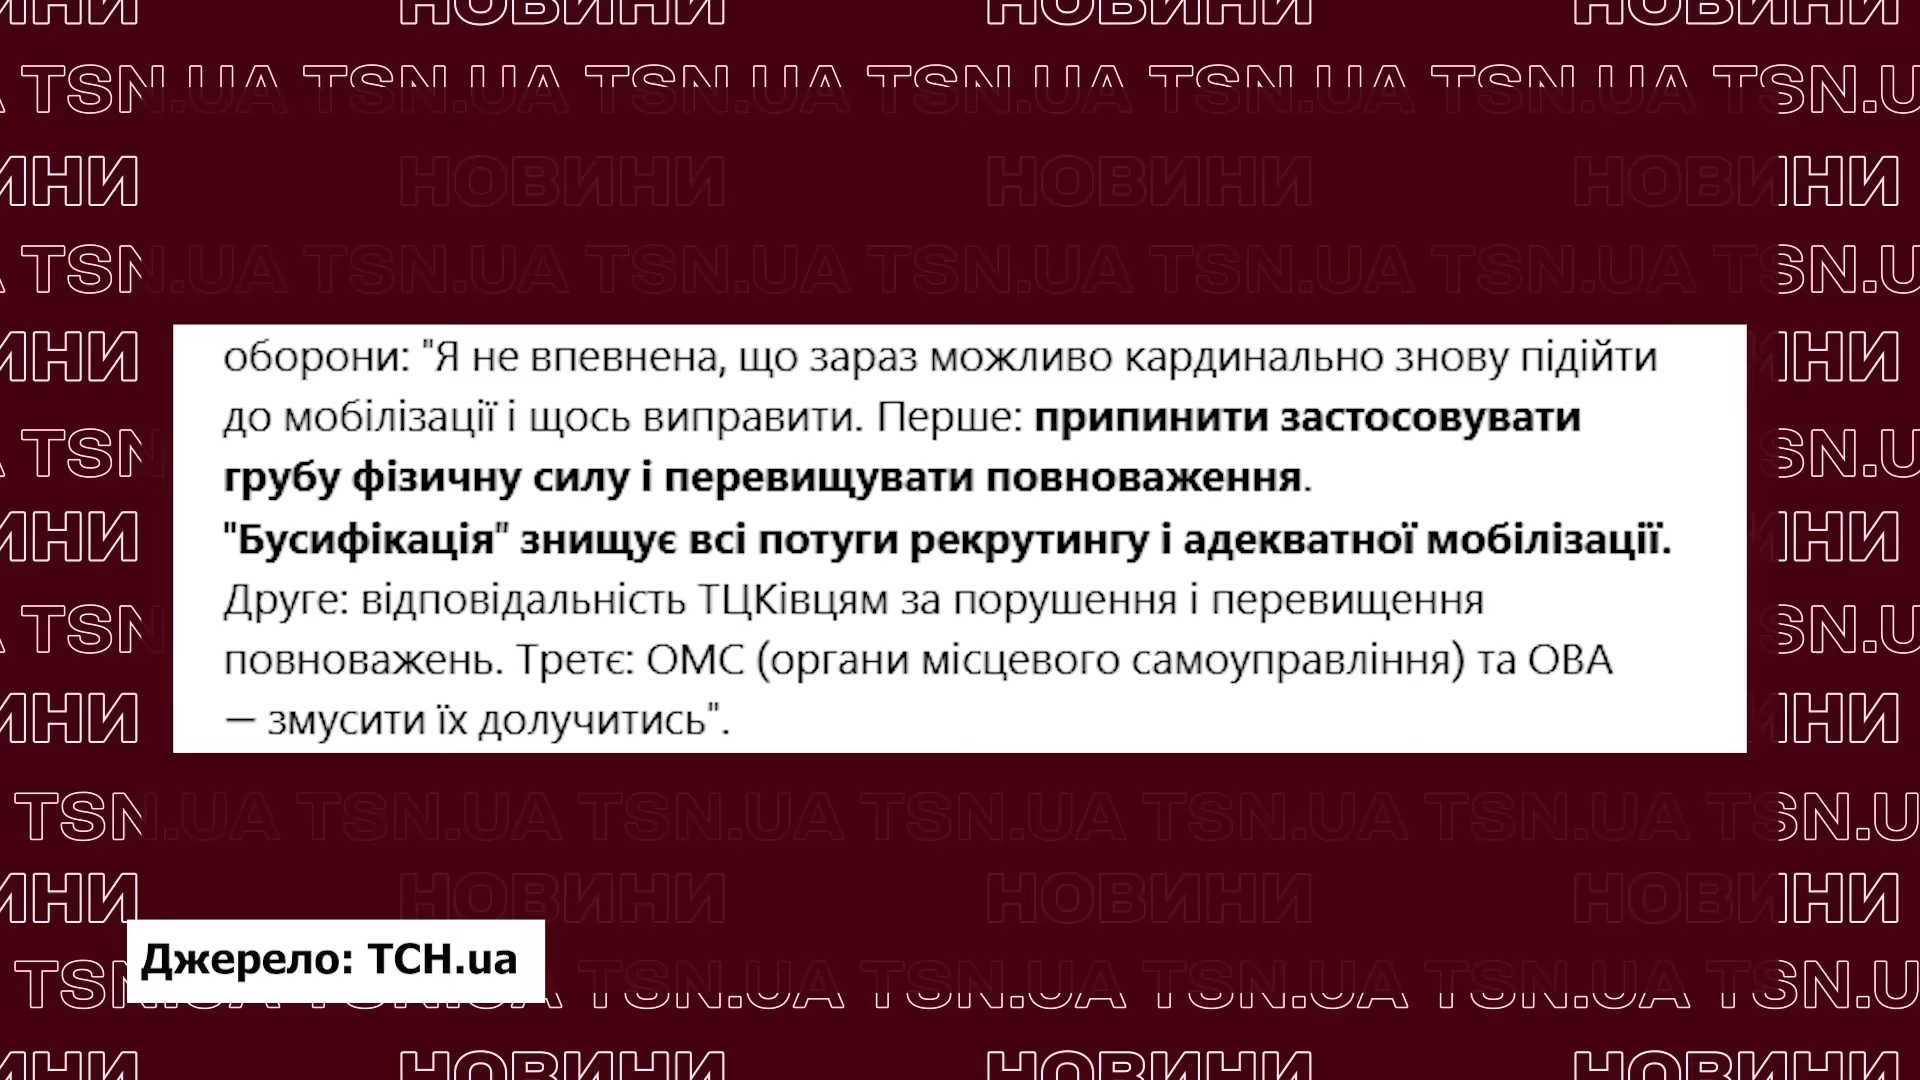 НОВИНИ НОВИНИ НОВИНИ
TSN.UA TSN.UA TSN.UA TSN.UA TSN.UA TSN.UA TSN.U
НОВИНИ НОВИНИ НОВИНИ
TSN.UA TSN.UA TSN.UA TSN.UA TSN.UA TSN.UA TSN.U
оборони: "Я не впевнена, що зараз можливо кардинально знову підійти
до мобілізації і щось виправити. Перше: припинити застосовувати
грубу фізичну силу і перевищувати повноваження.
"Бусифікація" знищує всі потуги рекрутингу і адекватної мобілізації.
Друге: відповідальність ТЦКівцям за порушення і перевищення
повноважень. Третє: ОМС (органи місцевого самоуправління) та ОВА
— змусити їх долучитись".
TSN.UA TSN.UA TSN.UA TSN.UA TSN.UA TSN.UA TSN.U
НОВИНИ НОВИНИ НОВИНИ
Джерело: ТСН.ua
TSN.UA TSN.UA TSN.UA TSN.UA TSN.U
НОВИНИ НОВИНИ НОВИНИ